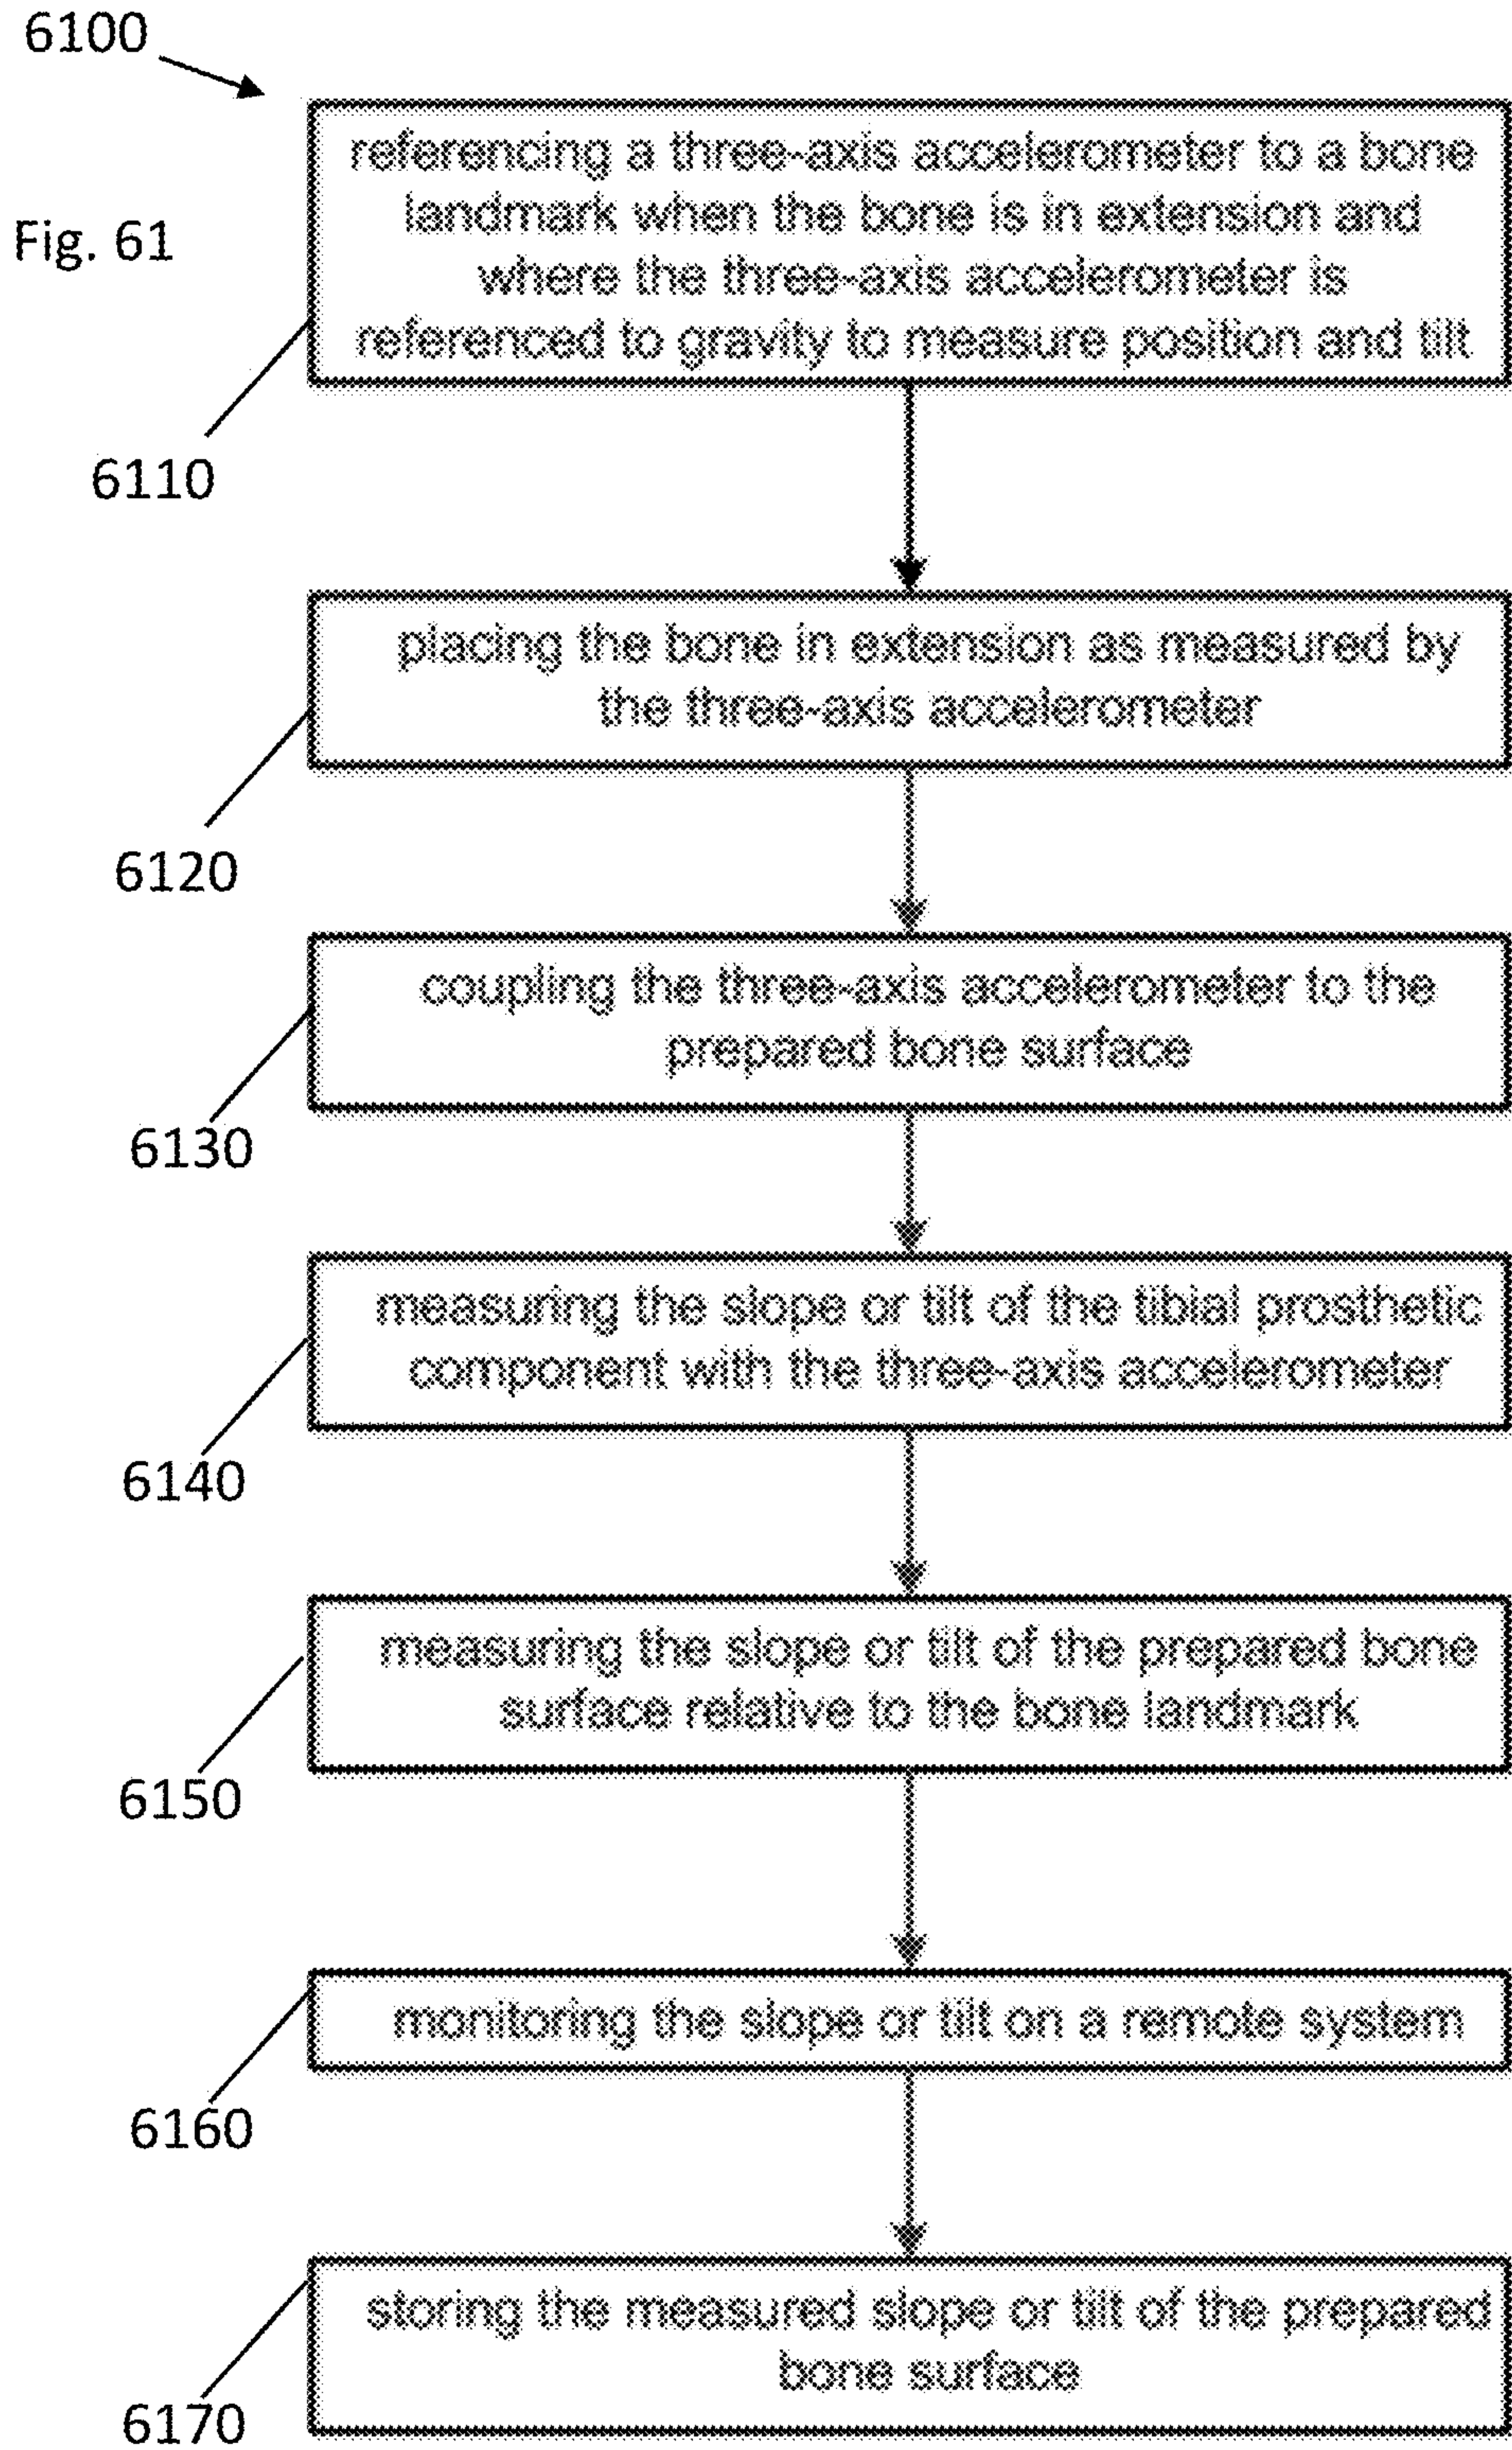 6100
Fig. 61
referencing a three-axis accelerometer to a bone
landmark when the bone is in extension and
where the three-axis accelerometer is
referenced to gravity to measure position and tilt
6110
placing the bone in extension as measured by
the three-axis accelerometer
6120
coupling the three-axis accelerometer to the
prepared bone surface
6130
measuring the slope or tilt of the tibial prosthetic
component with the three-axis accelerometer
6140
measuring the slope or tilt of the prepared bone
surface relative to the bone landmark
6150
monitoring the slope or tilt on a remote system
6160
storing the measured slope or tilt of the prepared
bone surface
6170